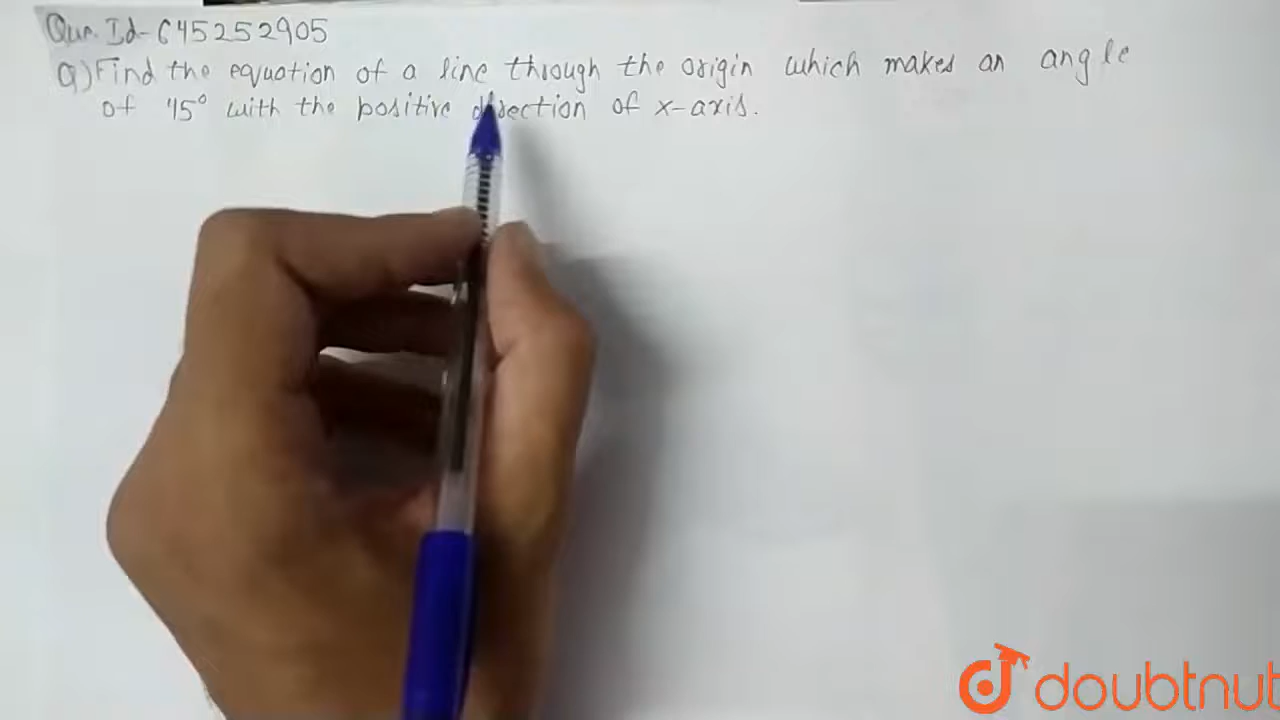 Que. Id-645252905
Q) Find the equation of a line through the origin which makes an angle
of 45° with the positive direction of x-axis.
doubtnut